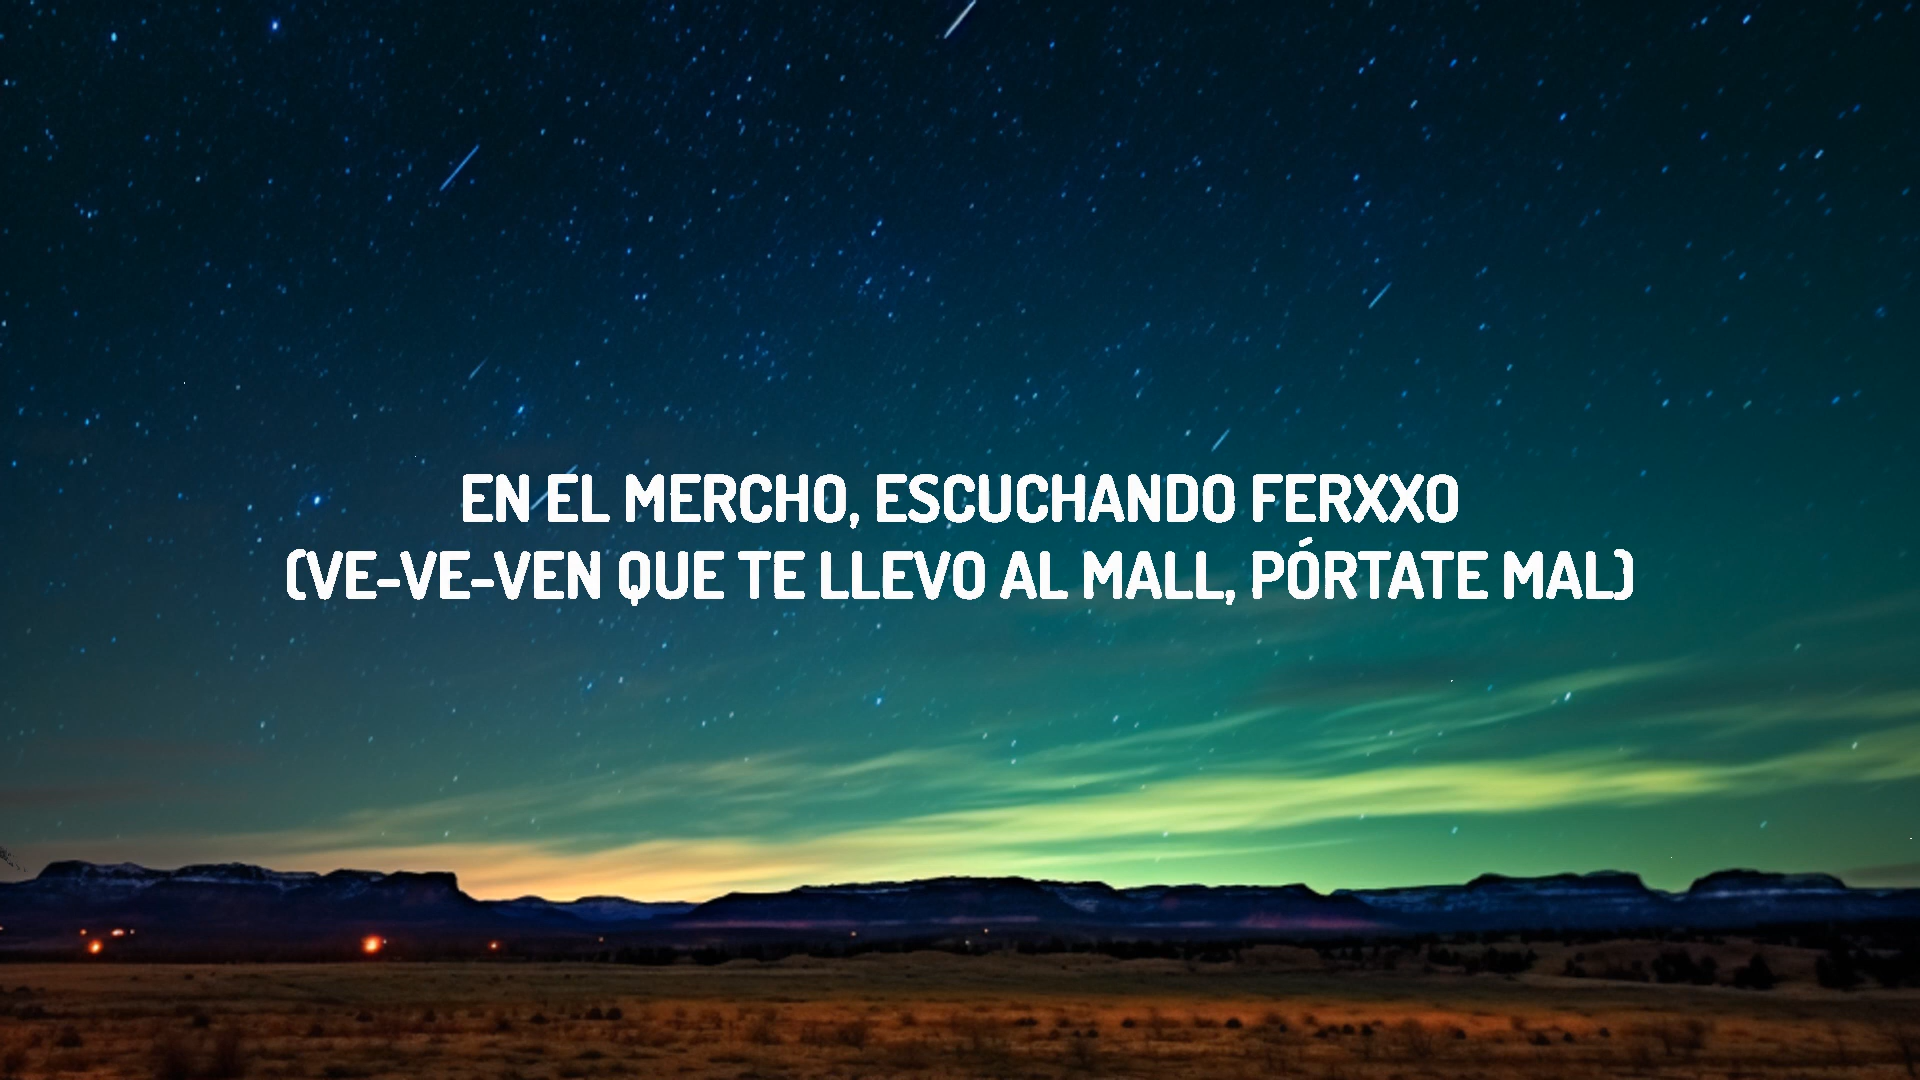 EN EL MERCHO, ESCUCHANDO FERXXO
(VE-VE-VEN QUE TE LLEVO AL MALL, PÓRTATE MAL)